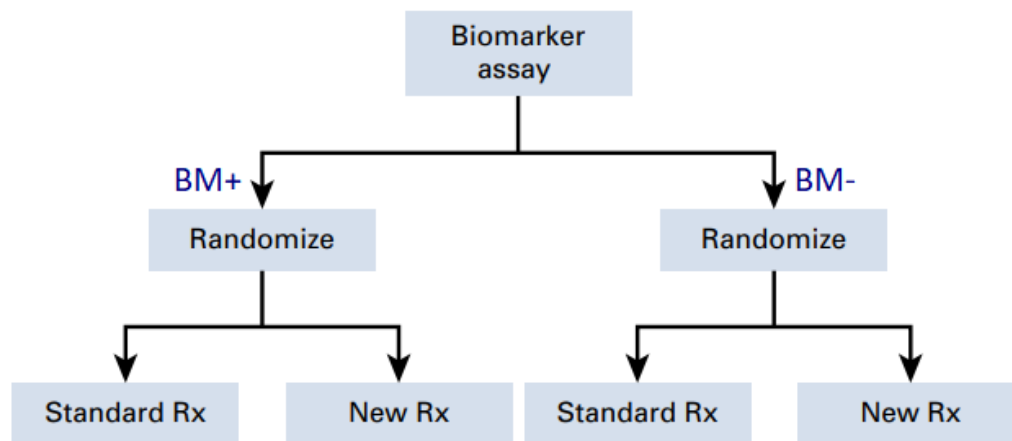 Biomarker
assay
BM+
BM-
Randomize
Randomize
Standard Rx
New Rx
Standard Rx
New Rx